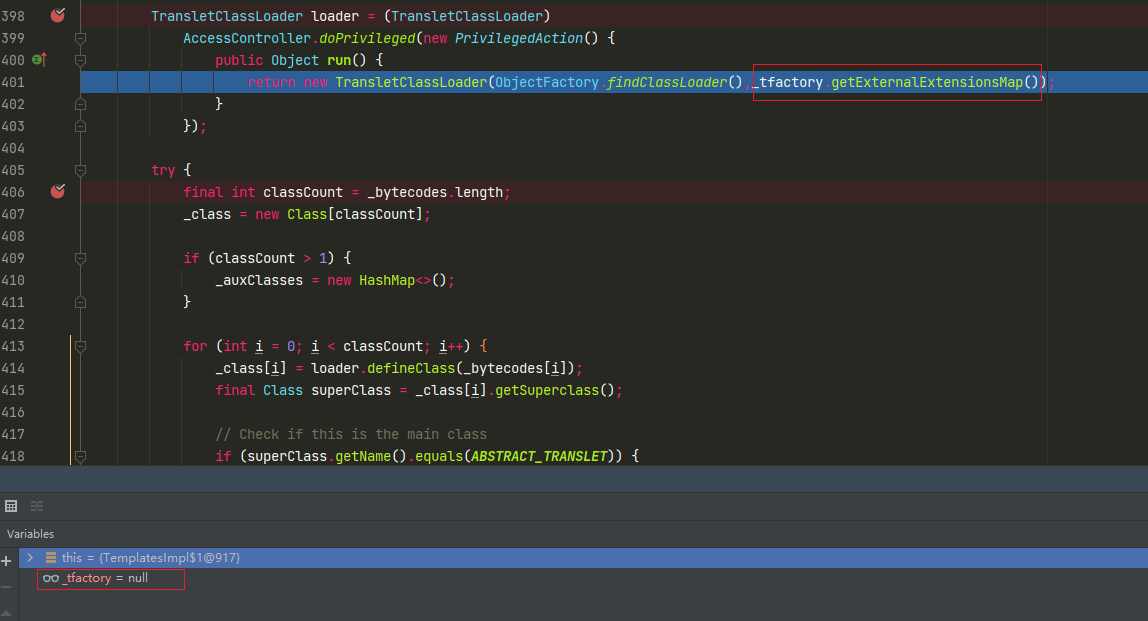 398 TransletClassLoader loader = (TransletClassLoader)
399 AccessController.doPrivileged(new PrivilegedAction() {
400 public Object run() {
401 return new TransletClassLoader(ObjectFactory.findClassLoader(),_tfactory.getExternalExtensionsMap());
402 }
403 });
404
405 try {
406 final int classCount = _bytecodes.length;
407 _class = new Class[classCount];
408
409 if (classCount > 1) {
410 _auxClasses = new HashMap<>();
411 }
412
413 for (int i = 0; i < classCount; i++) {
414 _class[i] = loader.defineClass(_bytecodes[i]);
415 final Class superClass = _class[i].getSuperclass();
416
417 // Check if this is the main class
418 if (superClass.getName().equals(ABSTRACT_TRANSLET)) {
Variables
this = {TemplatesImpl$1@917}
_tfactory = null